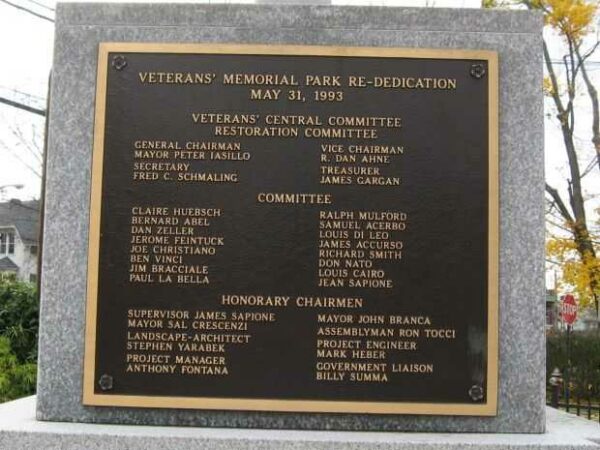 VETERANS' MEMORIAL PARK RE-DEDICATION
MAY 31, 1993
VETERANS' CENTRAL COMMITTEE
RESTORATION COMMITTEE
GENERAL CHAIRMAN
MAYOR PETER IASILLO
SECRETARY
FRED C. SCHMALING
VICE CHAIRMAN
R. DAN AHNE
TREASURER
JAMES GARGAN
COMMITTEE
CLAIRE HUEBSCH
BERNARD ABEL
DAN ZELLER
JEROME FEINTUCK
JOE CHRISTIANO
BEN VINCI
JIM BRACCIALE
PAUL LA BELLA
RALPH MULFORD
SAMUEL ACERBO
LOUIS DI LEO
JAMES ACCURSO
RICHARD SMITH
DON NATO
LOUIS CAIRO
JEAN SAPIONE
HONORARY CHAIRMEN
SUPERVISOR JAMES SAPIONE
MAYOR SAL CRESCENZI
LANDSCAPE-ARCHITECT
STEPHEN YARABEK
PROJECT MANAGER
ANTHONY FONTANA
MAYOR JOHN BRANCA
ASSEMBLYMAN RON TOCCI
PROJECT ENGINEER
MARK HEBER
GOVERNMENT LIAISON
BILLY SUMMA
STOP